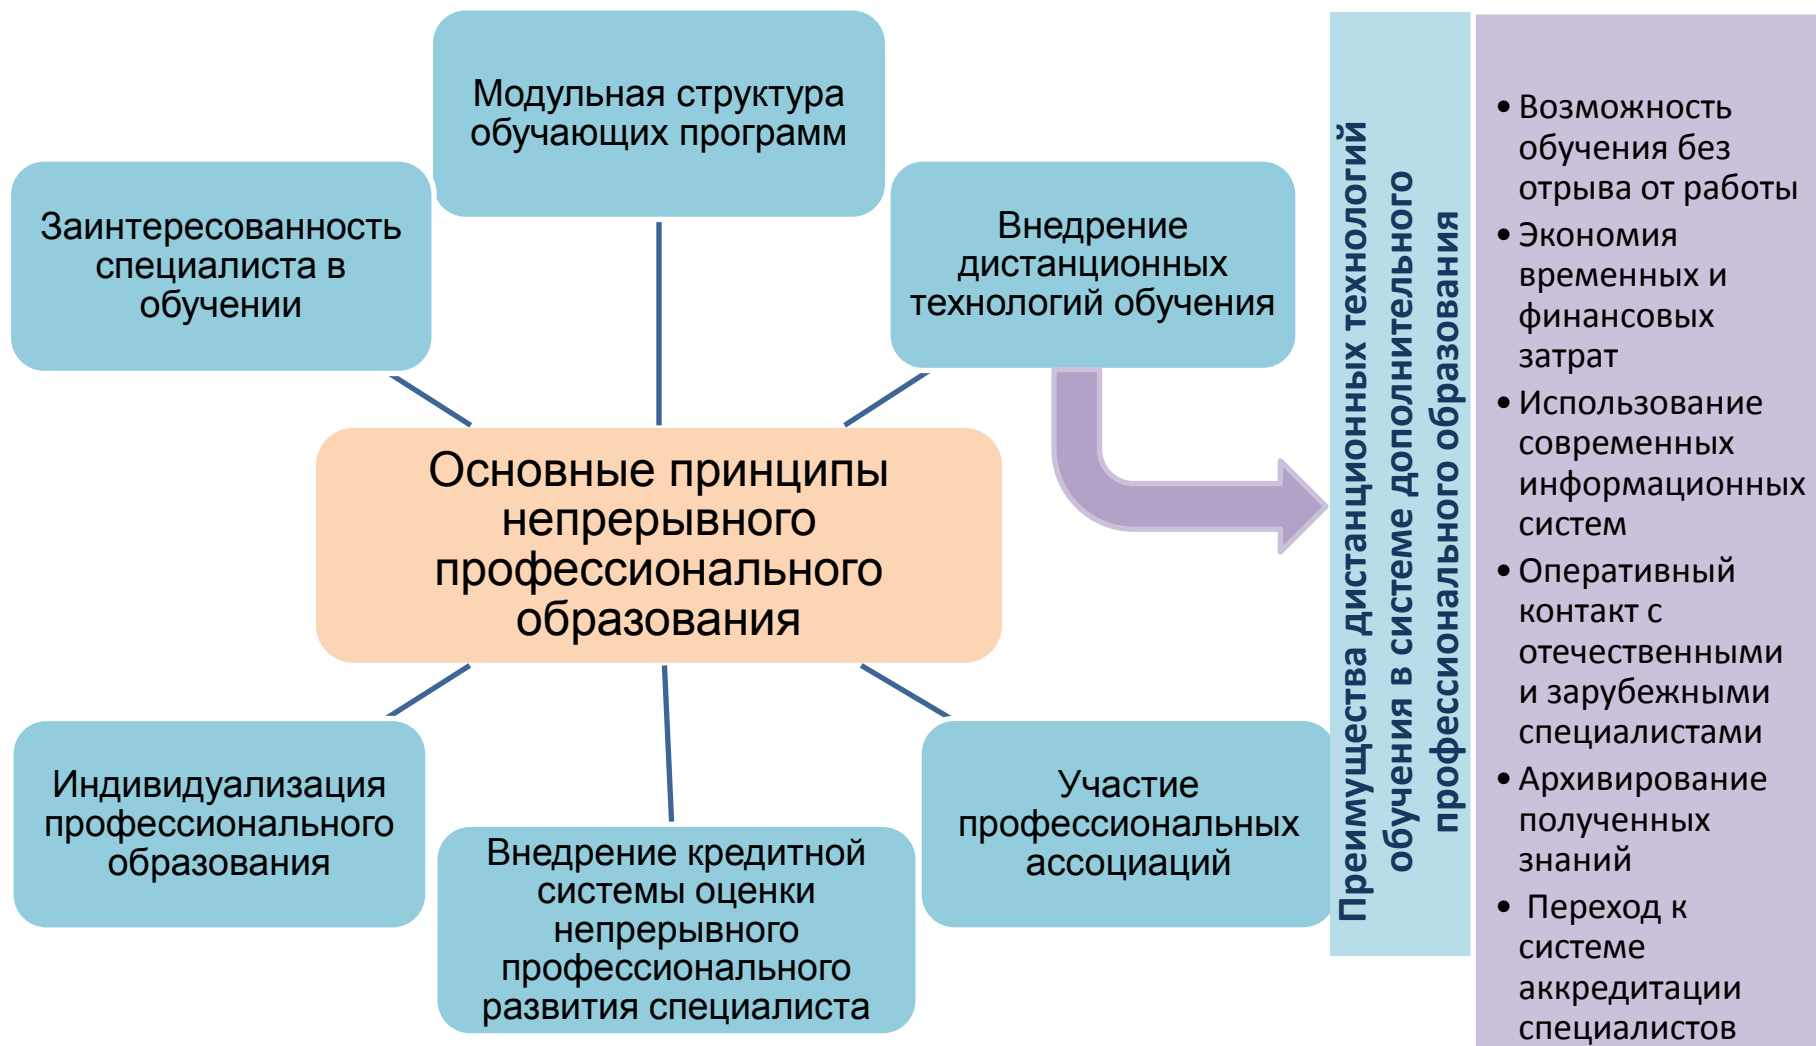 Модульная структура
обучающих программ
Заинтересованность
специалиста в
обучении
Внедрение
дистанционных
технологий обучения
Основные принципы
непрерывного
профессионального
образования
Индивидуализация
профессионального
образования
Внедрение кредитной
системы оценки
непрерывного
профессионального
развития специалиста
Участие
профессиональных
ассоциаций
Преимущества дистанционных технологий
обучения в системе дополнительного
профессионального образования
• Возможность
обучения без
отрыва от работы
• Экономия
временных и
финансовых
затрат
• Использование
современных
информационных
систем
• Оперативный
контакт с
отечественными
и зарубежными
специалистами
• Архивирование
полученных
знаний
• Переход к
системе
аккредитации
специалистов